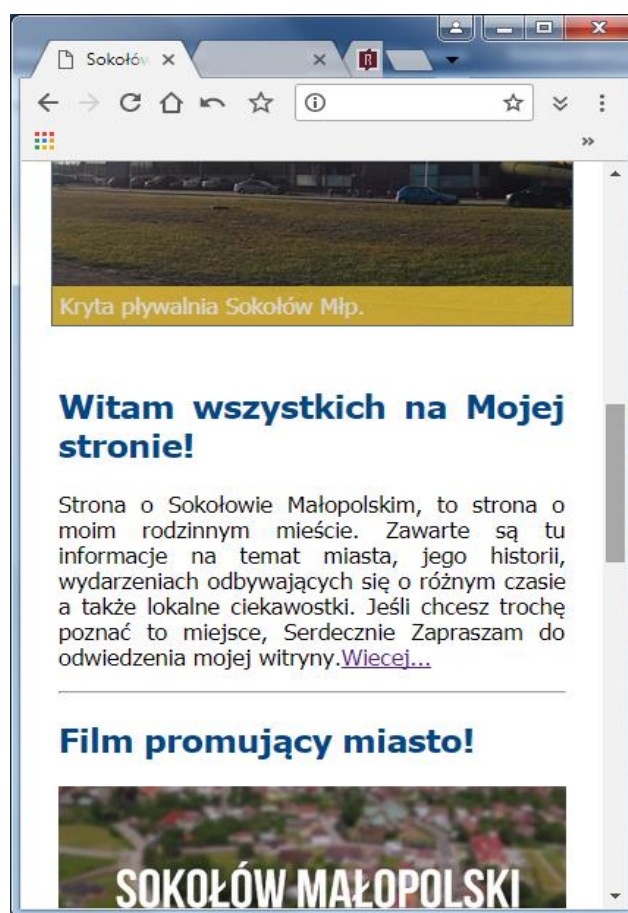 Sokołów
Kryta pływalnia Sokołów Młp.
Witam wszystkich na Mojej
stronie!
Strona o Sokołowie Małopolskim, to strona o
moim rodzinnym mieście. Zawarte są tu
informacje na temat miasta, jego historii,
wydarzeniach odbywających się o różnym czasie
a także lokalne ciekawostki. Jeśli chcesz trochę
poznać to miejsce, Serdecznie Zapraszam do
odwiedzenia mojej witryny.Wiecej...
Film promujący miasto!
SOKOŁÓW MAŁOPOLSKI